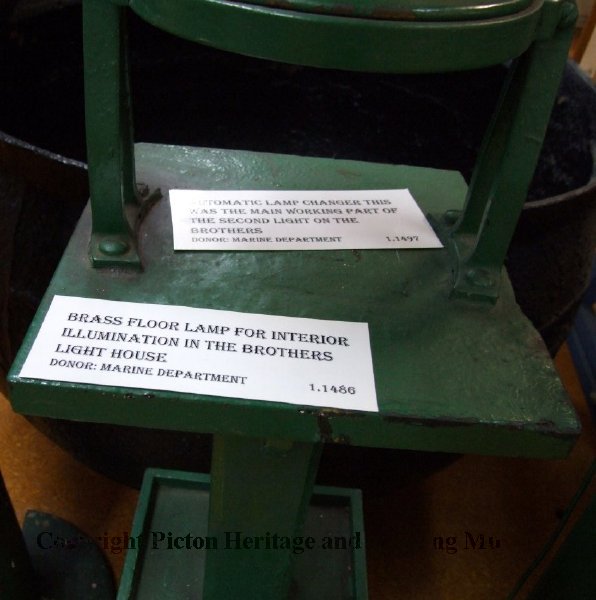 AUTOMATIC LAMP CHANGER THIS
WAS THE MAIN WORKING PART OF
THE SECOND LIGHT ON THE
BROTHERS
DONOR: MARINE DEPARTMENT 1.1497
BRASS FLOOR LAMP FOR INTERIOR
ILLUMINATION IN THE BROTHERS
LIGHT HOUSE
DONOR: MARINE DEPARTMENT 1.1486
Copyright Picton Heritage and